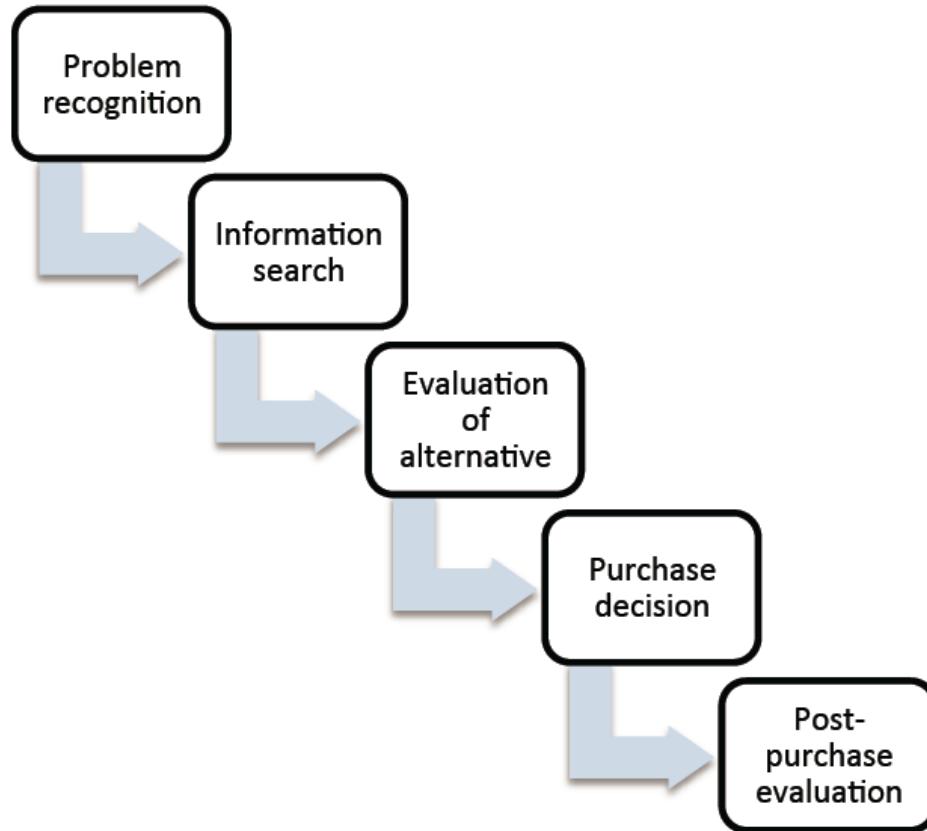 Problem
recognition
Information
search
Evaluation
of
alternative
Purchase
decision
Post-
purchase
evaluation